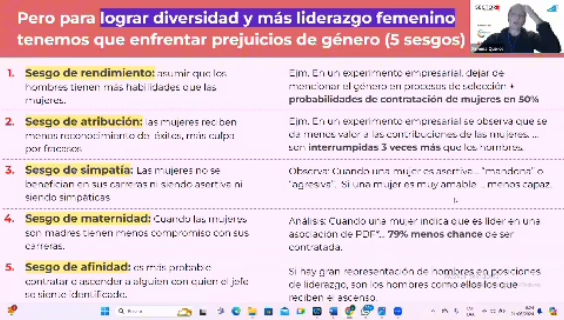 Pero para lograr diversidad y más liderazgo femenino
tenemos que enfrentar prejuicios de género (5 sesgos)
1. Sesgo de rendimiento: asumir que los
hombres tienen más habilidades que las
mujeres.
Ejm. En un experimento empresarial, dejar de
mencionar el género en procesos de selección +
probabilidades de contratación de mujeres en 50%
2. Sesgo de atribución: las mujeres reciben
menos reconocimiento de éxitos, más culpa
por fracasos
Ejm. En un experimento empresarial se observa que se
da menos valor a las contribuciones de las mujeres. ...
son interrumpidas 3 veces más que los hombres.
3. Sesgo de simpatía: Las mujeres no se
benefician en sus carreras ni siendo asertiva ni
siendo simpáticas
Observa: Cuando una mujer es asertiva... "mandona" o
"agresiva". Si una mujer es muy amable ... menos capaz.
4. Sesgo de maternidad: Cuando las mujeres
son madres tienen menos compromiso con sus
carreras.
Análisis: Cuando una mujer indica que es líder en una
asociación de PDF*... 79% menos chance de ser
contratada.
5. Sesgo de afinidad: es más probable
contratar o ascender a alguien con quien el jefe
se siente identificado.
Si hay gran representación de hombres en posiciones
de liderazgo, son los hombres como ellos los que
reciben el ascenso.